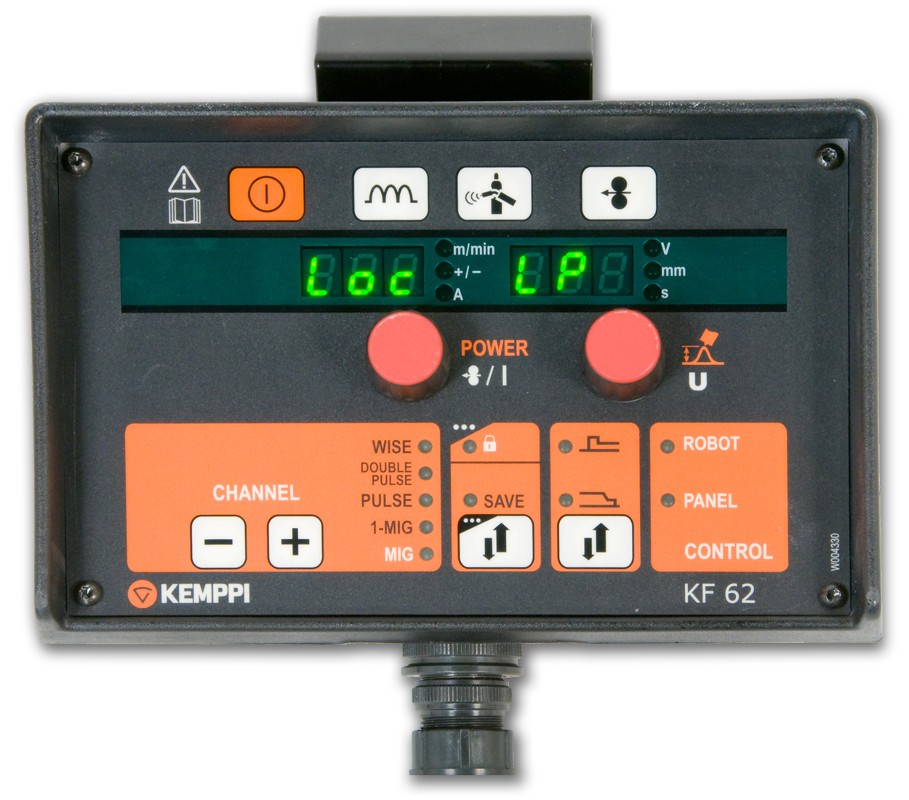 m/min
V
Loc
+/−
LP
mm
A
s
POWER
/ I
U
WISE
DOUBLE
PULSE
PULSE
1-MIG
MIG
CHANNEL
−
+
SAVE
ROBOT
PANEL
CONTROL
W004330
KEMPPI
KF 62